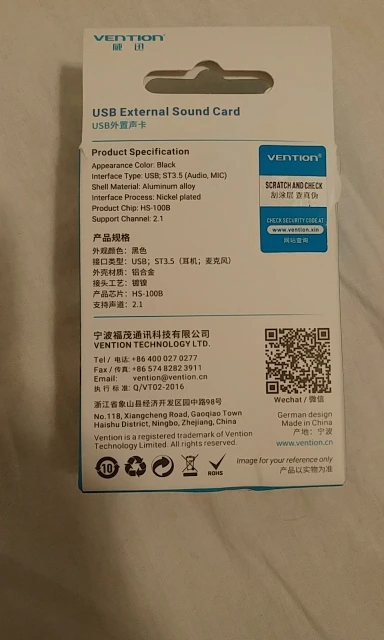 VENTION
威迅
USB External Sound Card
USB外置声卡
Product Specification
Appearance Color: Black
Interface Type: USB; ST3.5 (Audio, MIC)
Shell Material: Aluminum alloy
Interface Process: Nickel plated
Product Chip: HS-100B
Support Channel: 2.1
产品规格
外观颜色：黑色
接口类型：USB；ST3.5（耳机；麦克风）
外壳材质：铝合金
接头工艺：镀镍
产品芯片：HS-100B
支持声道：2.1
VENTION
SCRATCH AND CHECK
刮涂层 查真伪
CHECK SECURITY CODE AT
www.vention.xin
网站查询
宁波福茂通讯科技有限公司
VENTION TECHNOLOGY LTD.
Tel / 电话: +86 400 027 0277
Fax / 传真: +86 574 8282 3911
Email: vention@vention.cn
执行标准: Q/VT02-2016
浙江省象山县经济开发区园中路98号
No.118, Xiangcheng Road, Gaoqiao Town
Haishu District, Ningbo, Zhejiang, China
Vention is a registered trademark of Vention
Technology Limited. All rights reserved.
Wechat / 微信
German design
Made in China
产地：宁波
www.vention.cn
10
ROHS
Image for your reference only
产品以实物为准